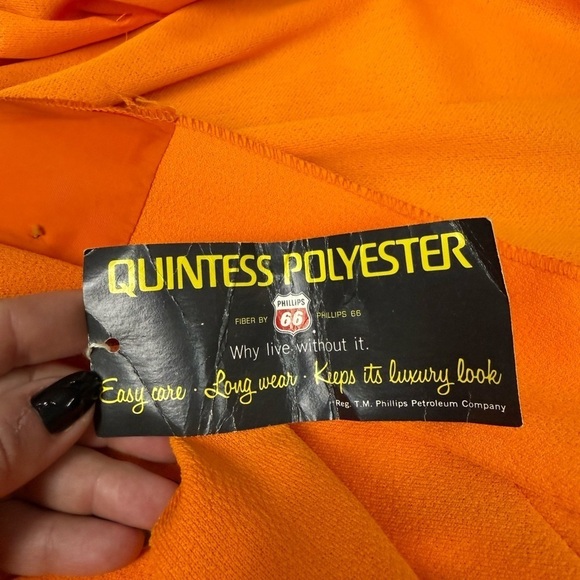 QUINTESS POLYESTER
FIBER BY PHILLIPS 66 PHILLIPS 66
Why live without it.
Easy care · Long wear · Keeps its luxury look
Reg. T.M. Phillips Petroleum Company